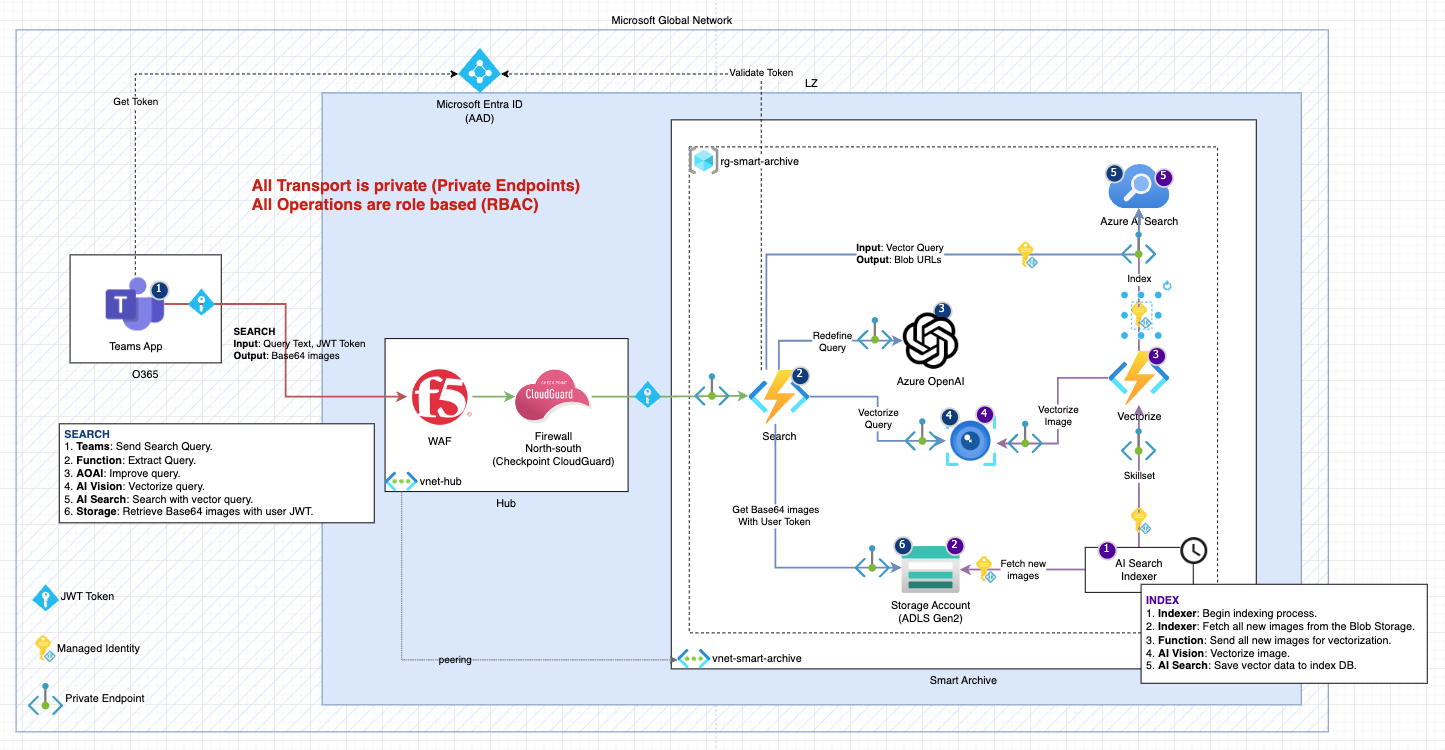 Microsoft Global Network
Validate Token
LZ
Get Token
Microsoft Entra ID
(AAD)
rg-smart-archive
All Transport is private (Private Endpoints)
All Operations are role based (RBAC)
5
5
Azure AI Search
Input: Vector Query
Output: Blob URLs
Index
1
T
Teams App
O365
SEARCH
Input: Query Text, JWT Token
Output: Base64 images
3
Redefine
Query
Azure OpenAI
f5
WAF
CHECK POINT
CloudGuard
Firewall
North-south
(Checkpoint CloudGuard)
2
Search
3
Vectorize
Vectorize
Query
4
4
Vectorize
Image
SEARCH
1. Teams: Send Search Query.
2. Function: Extract Query.
3. AOAI: Improve query.
4. AI Vision: Vectorize query.
5. AI Search: Search with vector query.
6. Storage: Retrieve Base64 images with user JWT.
vnet-hub
Hub
Skillset
Get Base64 images
With User Token
6
2
Storage Account
(ADLS Gen2)
Fetch new
images
1
AI Search
Indexer
JWT Token
Managed Identity
Private Endpoint
peering
vnet-smart-archive
Smart Archive
INDEX
1. Indexer: Begin indexing process.
2. Indexer: Fetch all new images from the Blob Storage.
3. Function: Send all new images for vectorization.
4. AI Vision: Vectorize image.
5. AI Search: Save vector data to index DB.